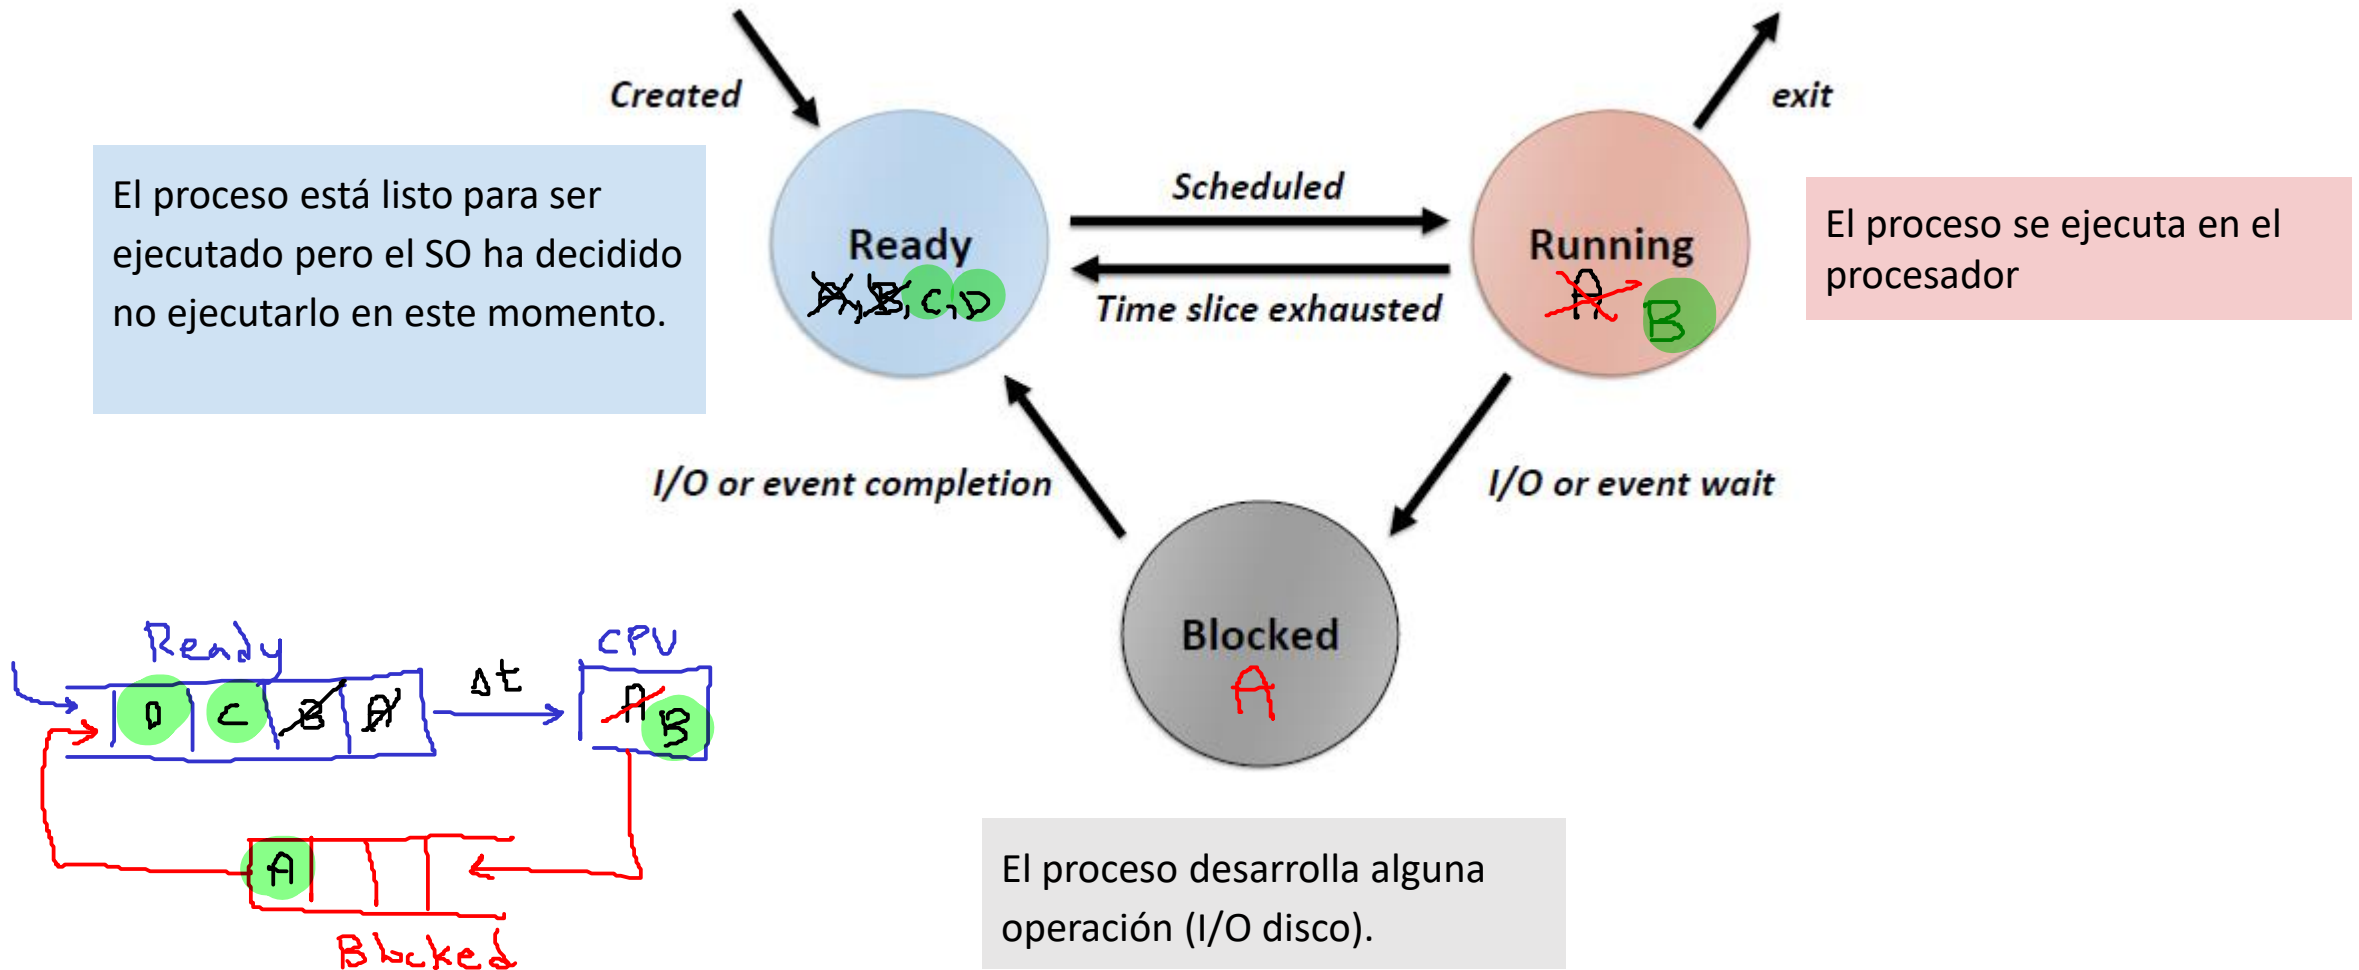 Created
exit
El proceso está listo para ser
ejecutado pero el SO ha decidido
no ejecutarlo en este momento.
Scheduled
Ready
A, B, C, D
Time slice exhausted
Running
A B
El proceso se ejecuta en el
procesador
I/O or event completion
I/O or event wait
Blocked
A
Ready
D C B A
Δt
CPU
A B
A
Blocked
El proceso desarrolla alguna
operación (I/O disco).